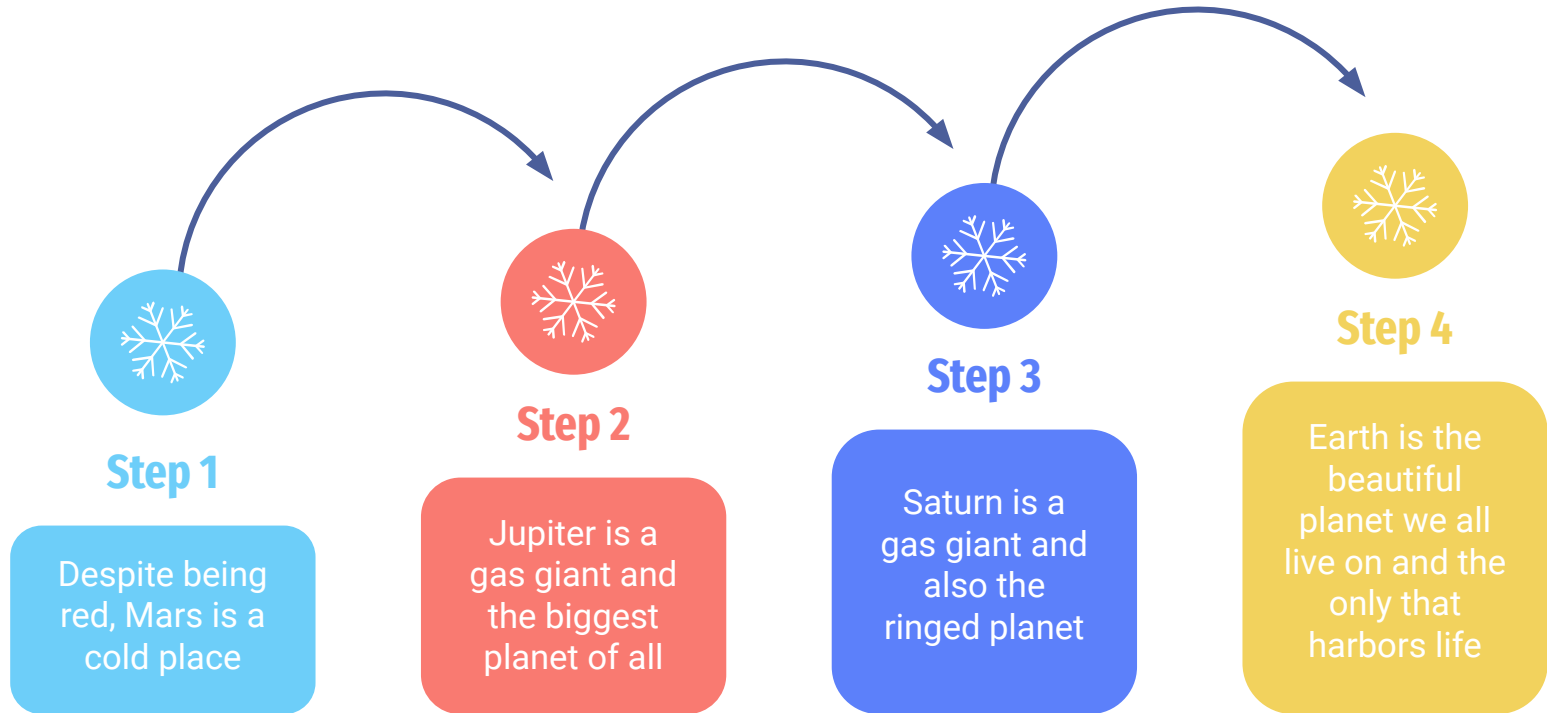 Step 1
Despite being
red, Mars is a
cold place
Step 2
Jupiter is a
gas giant and
the biggest
planet of all
Step 3
Saturn is a
gas giant and
also the
ringed planet
Step 4
Earth is the
beautiful
planet we all
live on and the
only that
harbors life